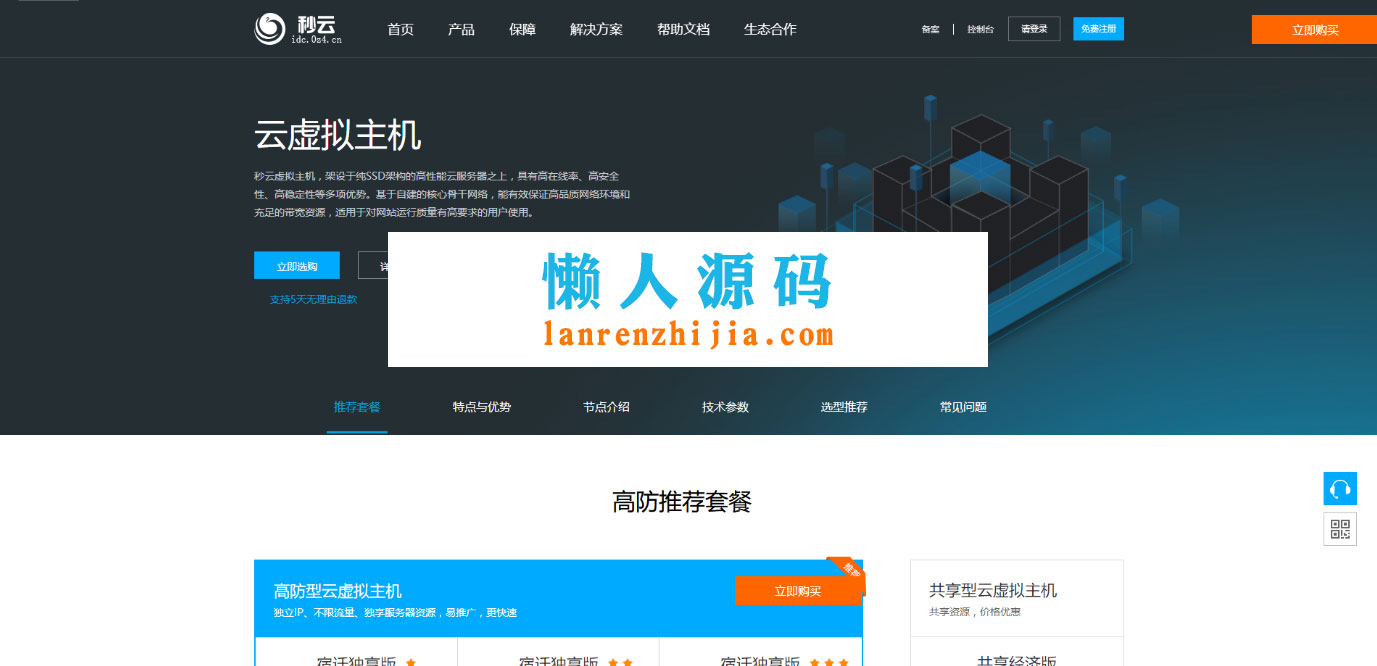 秒云
idc.0z4.cn
首页
产品
保障
解决方案
帮助文档
生态合作
备案
控制台
请登录
免费注册
立即购买
云虚拟主机
秒云虚拟主机，架设于纯SSD架构的高性能云服务器之上，具有高在线率、高安全
性、高稳定性等多项优势。基于自建的核心骨干网络，能有效保证高品质网络环境和
充足的带宽资源，适用于对网站运行质量有高要求的用户使用。
立即选购
详
支持5天无理由退款
懒人源码
lanrenzhijia.com
推荐套餐
特点与优势
节点介绍
技术参数
选型推荐
常见问题
高防推荐套餐
高防型云虚拟主机
独立IP、不限流量、独享服务器资源，易推广，更快速
立即购买
推荐
共享型云虚拟主机
共享资源，价格优惠
宿迁独享版
宿迁独享版
宿迁独享版
共享经济版